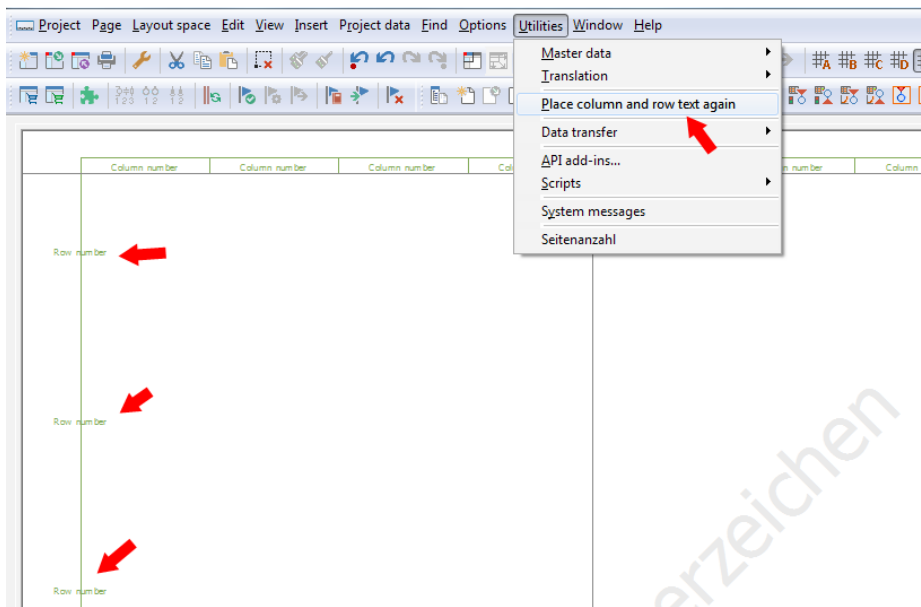 Project Page Layout space Edit View Insert Project data Find Options Utilities Window Help
Master data
Translation
Place column and row text again
Data transfer
API add-ins...
Scripts
System messages
Seitenanzahl
Column number Column number Column number Col n number Column
Row number
Row number
Row number
erzeichen